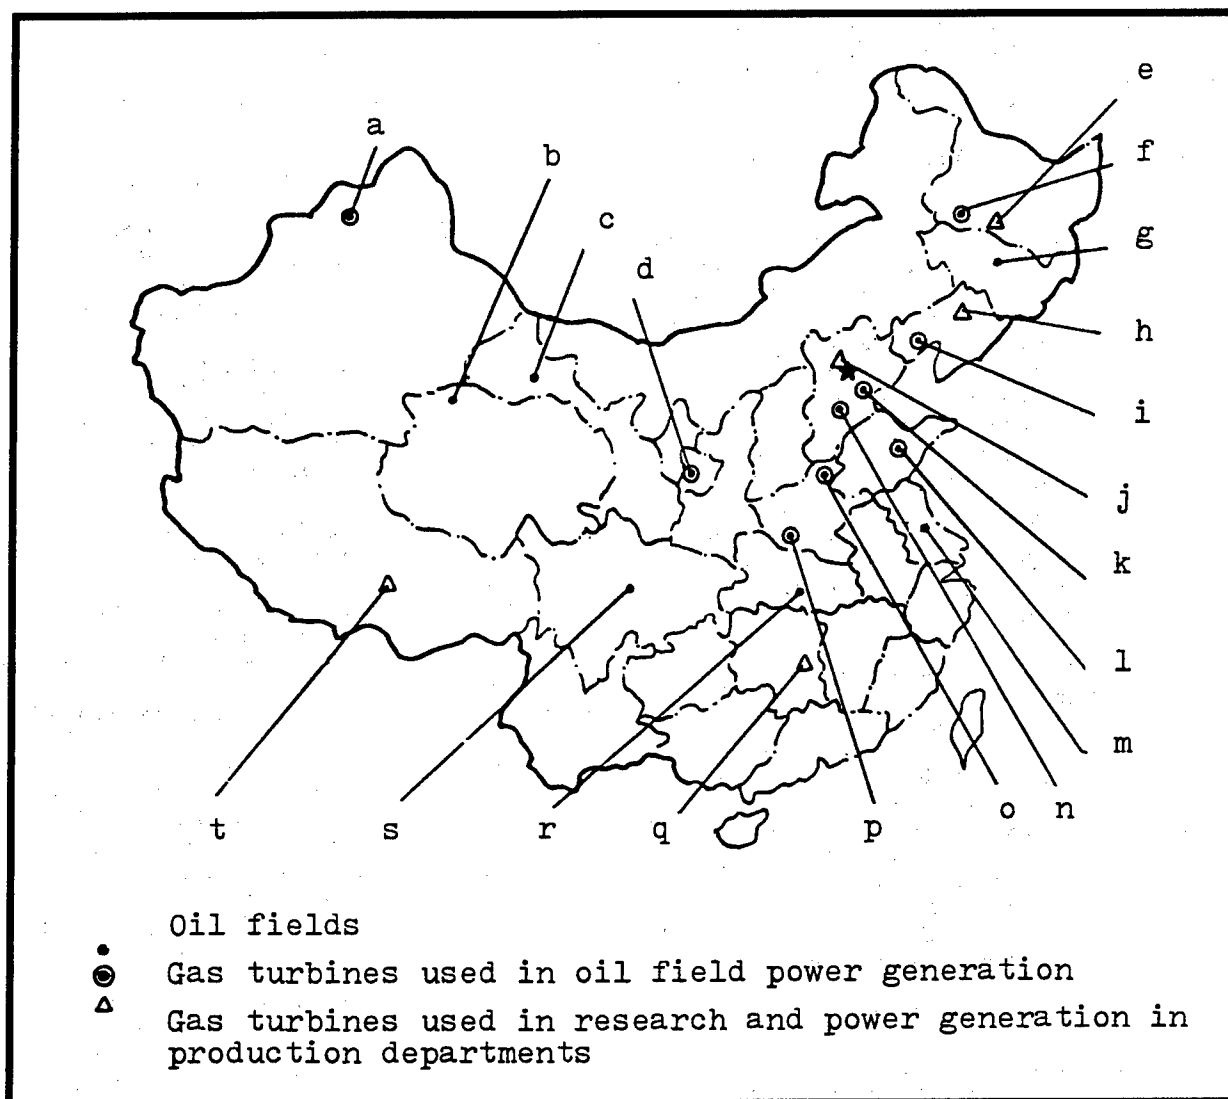 e
a
f
b
c
g
d
h
i
j
k
l
m
o n
t s r q p
Oil fields
Gas turbines used in oil field power generation
Gas turbines used in research and power generation in
production departments